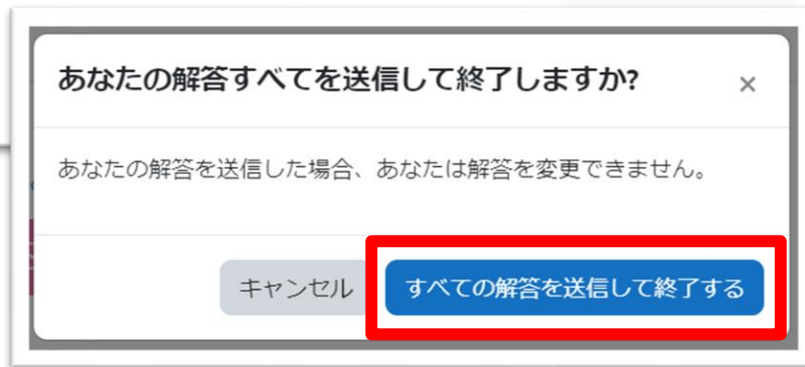 あなたの解答すべてを送信して終了しますか?
×
あなたの解答を送信した場合、あなたは解答を変更できません。
キャンセル
すべての解答を送信して終了する